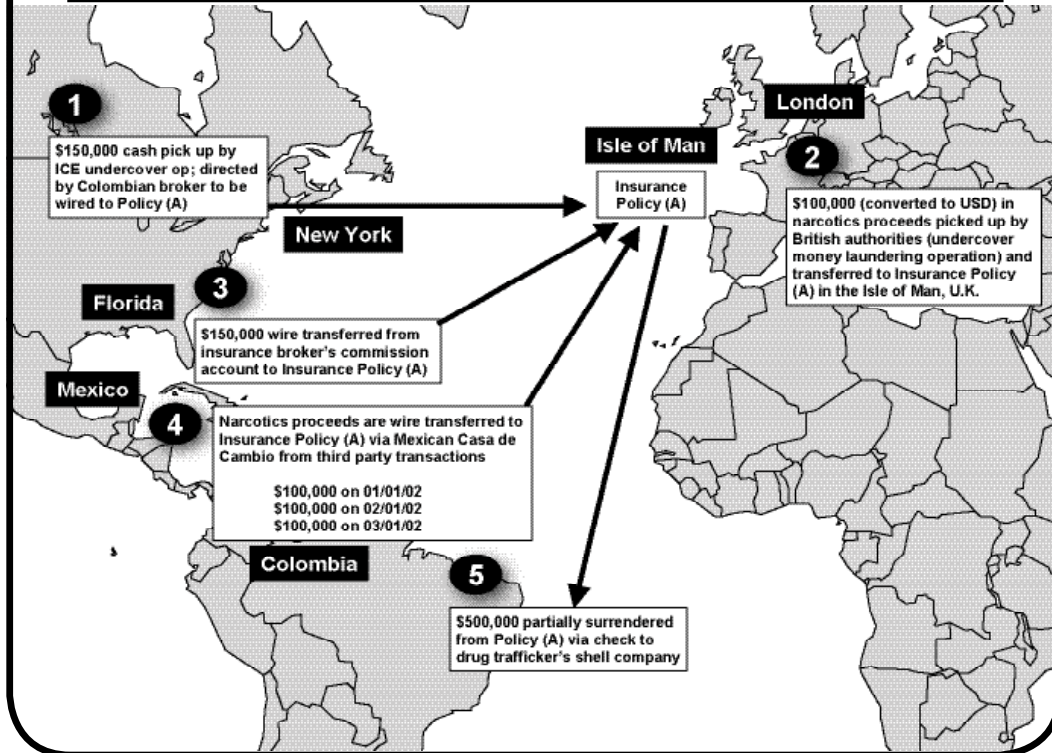 1
$150,000 cash pick up by
ICE undercover op; directed
by Colombian broker to be
wired to Policy (A)
New York
Isle of Man
Insurance
Policy (A)
London
2
$100,000 (converted to USD) in
narcotics proceeds picked up by
British authorities (undercover
money laundering operation) and
transferred to Insurance Policy
(A) in the Isle of Man, U.K.
Florida
3
$150,000 wire transferred from
insurance broker's commission
account to Insurance Policy (A)
Mexico
4
Narcotics proceeds are wire transferred to
Insurance Policy (A) via Mexican Casa de
Cambio from third party transactions
$100,000 on 01/01/02
$100,000 on 02/01/02
$100,000 on 03/01/02
Colombia
5
$500,000 partially surrendered
from Policy (A) via check to
drug trafficker's shell company